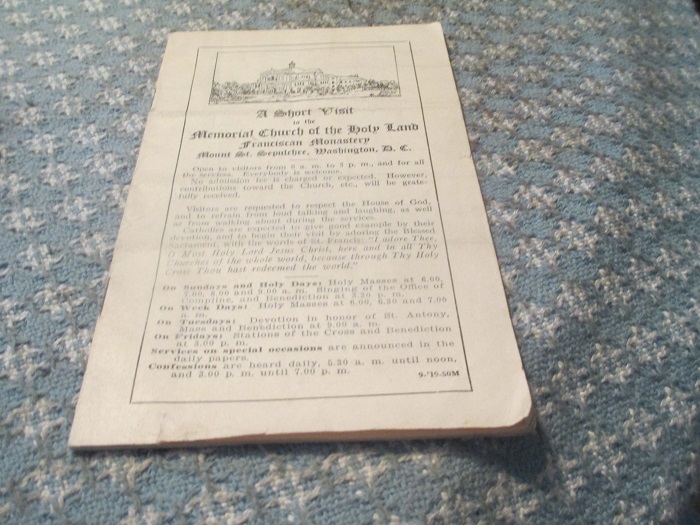 A Short Visit
to the
Memorial Church of the Holy Land
Franciscan Monastery
Mount St. Sepulchre, Washington, D. C.
Open to visitors from 8 a. m. to 5 p. m., and for all
the services. Everybody is welcome.
No admission fee is charged or expected. However,
contributions toward the Church, etc., will be grate-
fully received.
Visitors are requested to respect the House of God,
and to refrain from loud talking and laughing, as well
as from walking about during the services.
Catholics are expected to give good example by their
devotion, and to begin their visit by adoring the Blessed
Sacrament, with the words of St. Francis: "I adore Thee,
O Most Holy Lord Jesus Christ, here and in all Thy
Churches of the whole world, because through Thy Holy
Cross Thou hast redeemed the world."
On Sundays and Holy Days: Holy Masses at 6.00,
7.00, 8.00 and 9.00 a. m. Singing of the Office of
Compline, and Benediction at 3.30 p. m.
On Week Days: Holy Masses at 6.00, 6.30 and 7.00
a. m.
On Tuesdays: Devotion in honor of St. Antony,
Mass and Benediction at 9.00 a. m.
On Fridays: Stations of the Cross and Benediction
at 3.00 p. m.
Services on special occasions are announced in the
daily papers.
Confessions are heard daily, 5.30 a. m. until noon,
and 3.00 p. m. until 7.00 p. m.
9-'19-50M